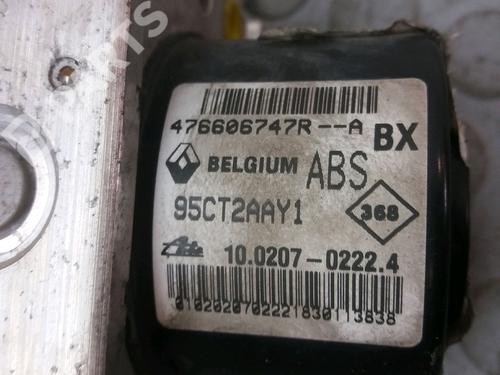 476606747R--A
BX
BELGIUM ABS
95CT2AAY1
368
Ate 10.0207-0222.4
0102020702221830113838